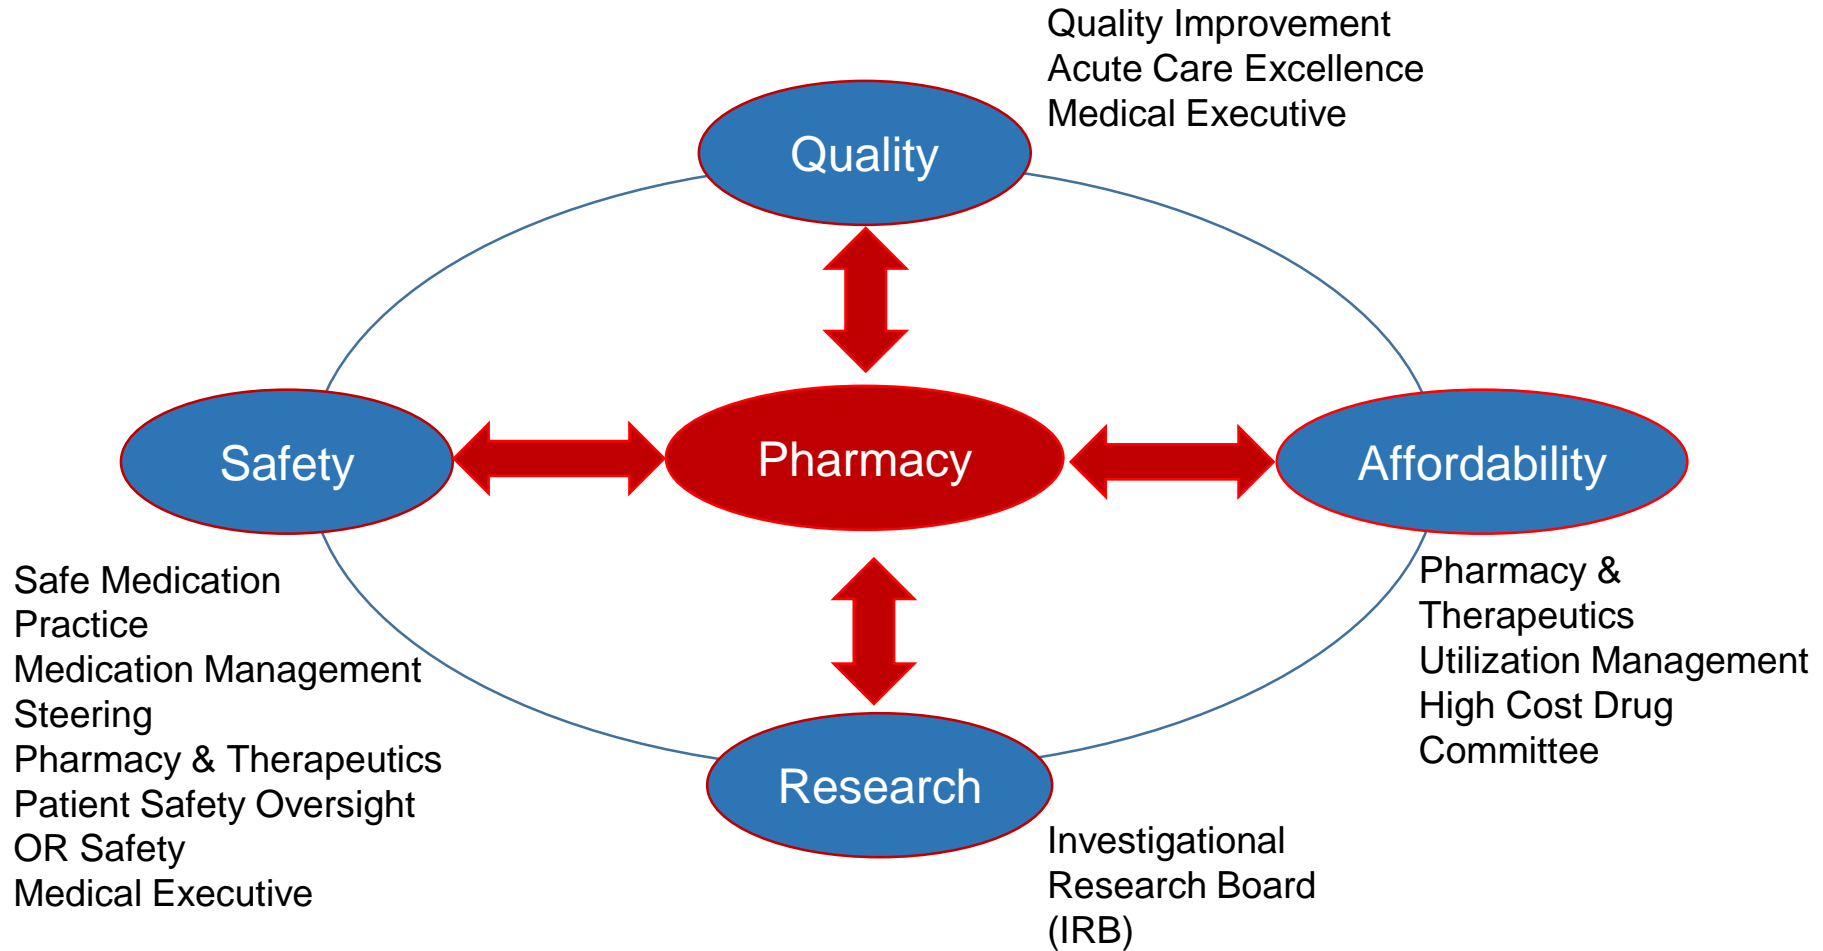 Quality Improvement
Acute Care Excellence
Medical Executive
Quality
Safety
Pharmacy
Affordability
Safe Medication
Practice
Medication Management
Steering
Pharmacy & Therapeutics
Patient Safety Oversight
OR Safety
Medical Executive
Pharmacy &
Therapeutics
Utilization Management
High Cost Drug
Committee
Research
Investigational
Research Board
(IRB)